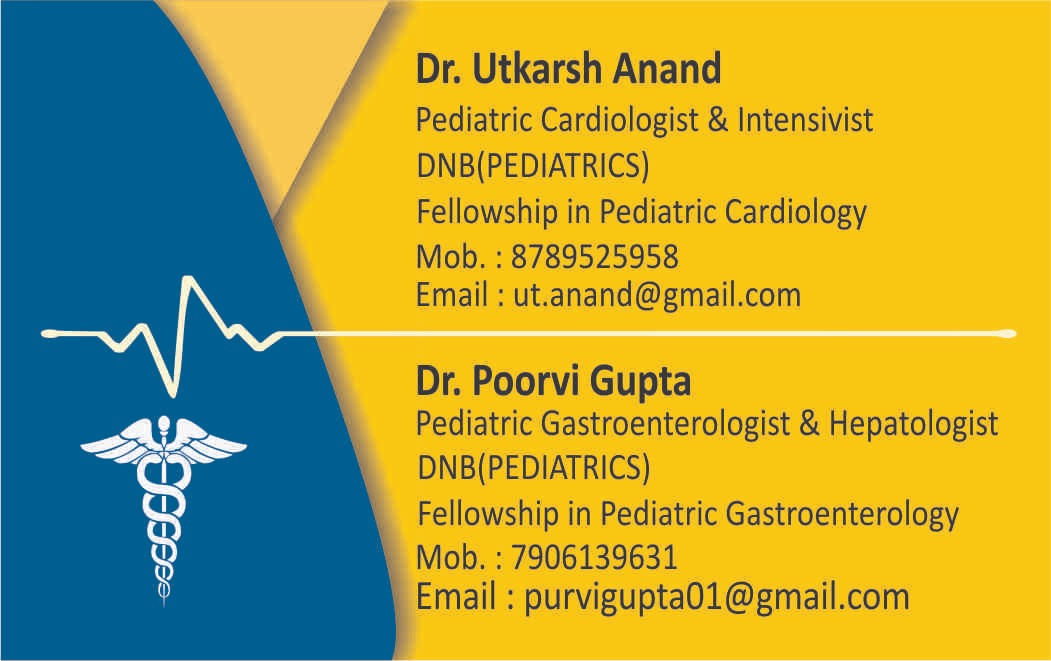 Dr. Utkarsh Anand
Pediatric Cardiologist & Intensivist
DNB(PEDIATRICS)
Fellowship in Pediatric Cardiology
Mob. : 8789525958
Email : ut.anand@gmail.com
Dr. Poorvi Gupta
Pediatric Gastroenterologist & Hepatologist
DNB(PEDIATRICS)
Fellowship in Pediatric Gastroenterology
Mob. : 7906139631
Email : purvigupta01@gmail.com